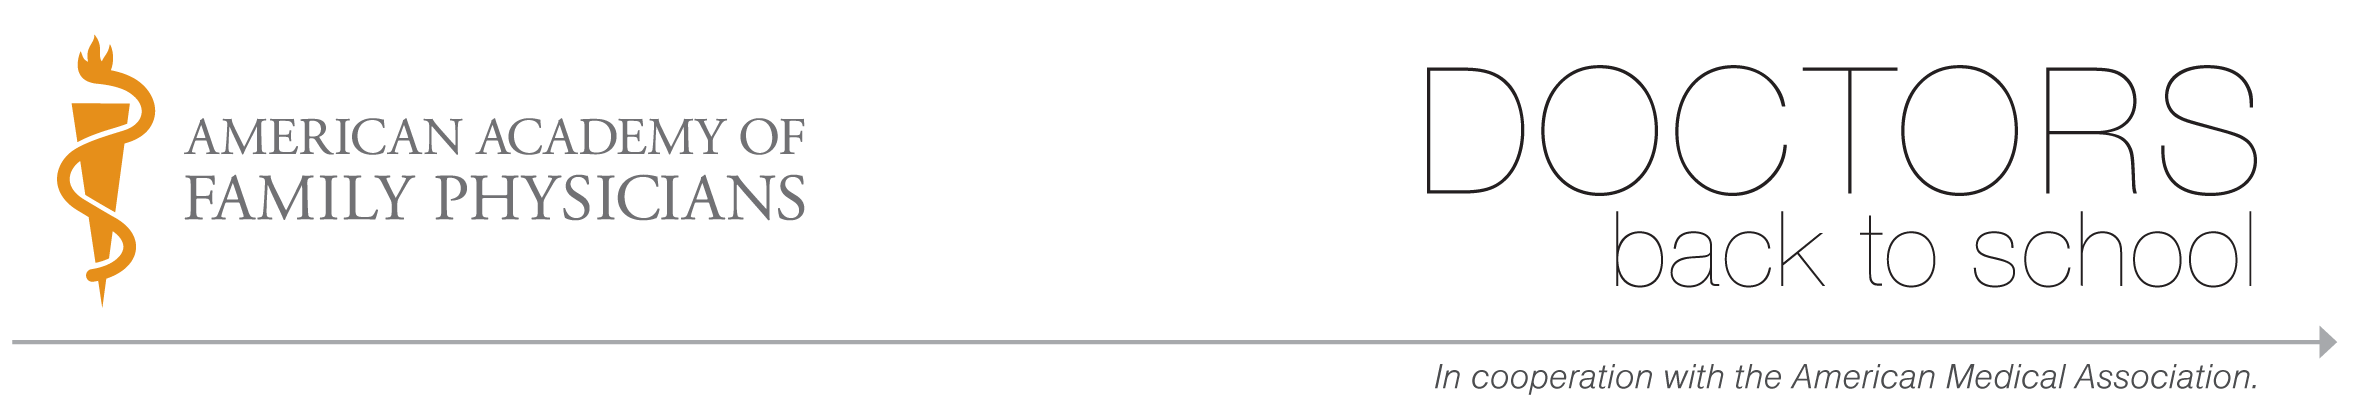 AMERICAN ACADEMY OF
FAMILY PHYSICIANS
DOCTORS
back to school
In cooperation with the American Medical Association.